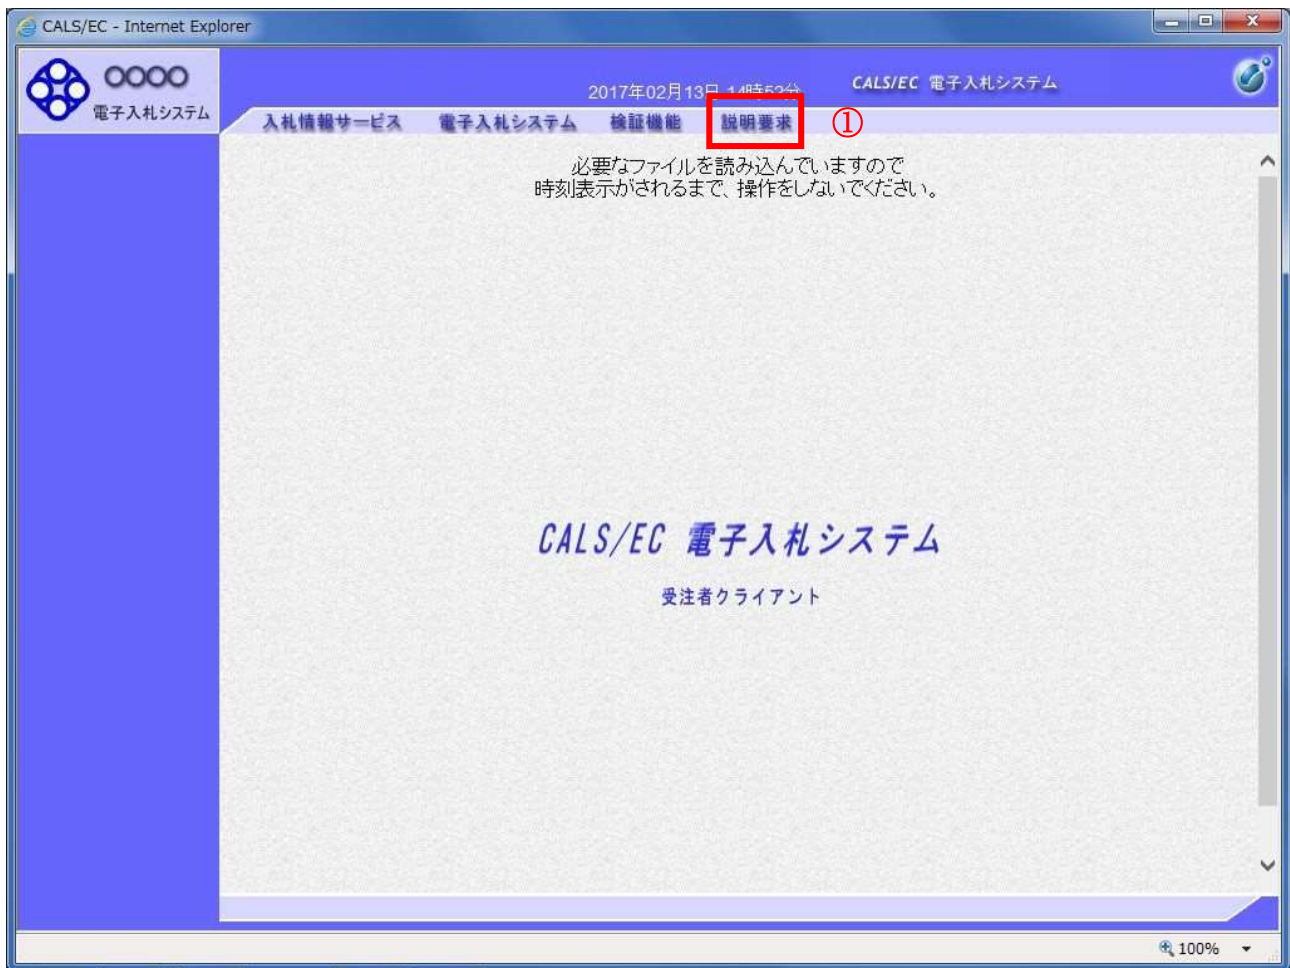 CALS/EC - Internet Explorer
○○○○
電子入札システム
2017年02月13日 14時52分
CALS/EC 電子入札システム
入札情報サービス 電子入札システム 検証機能 説明要求 ①
必要なファイルを読み込んでいますので
時刻表示がされるまで、操作をしないでください。
CALS/EC 電子入札システム
受注者クライアント
100%